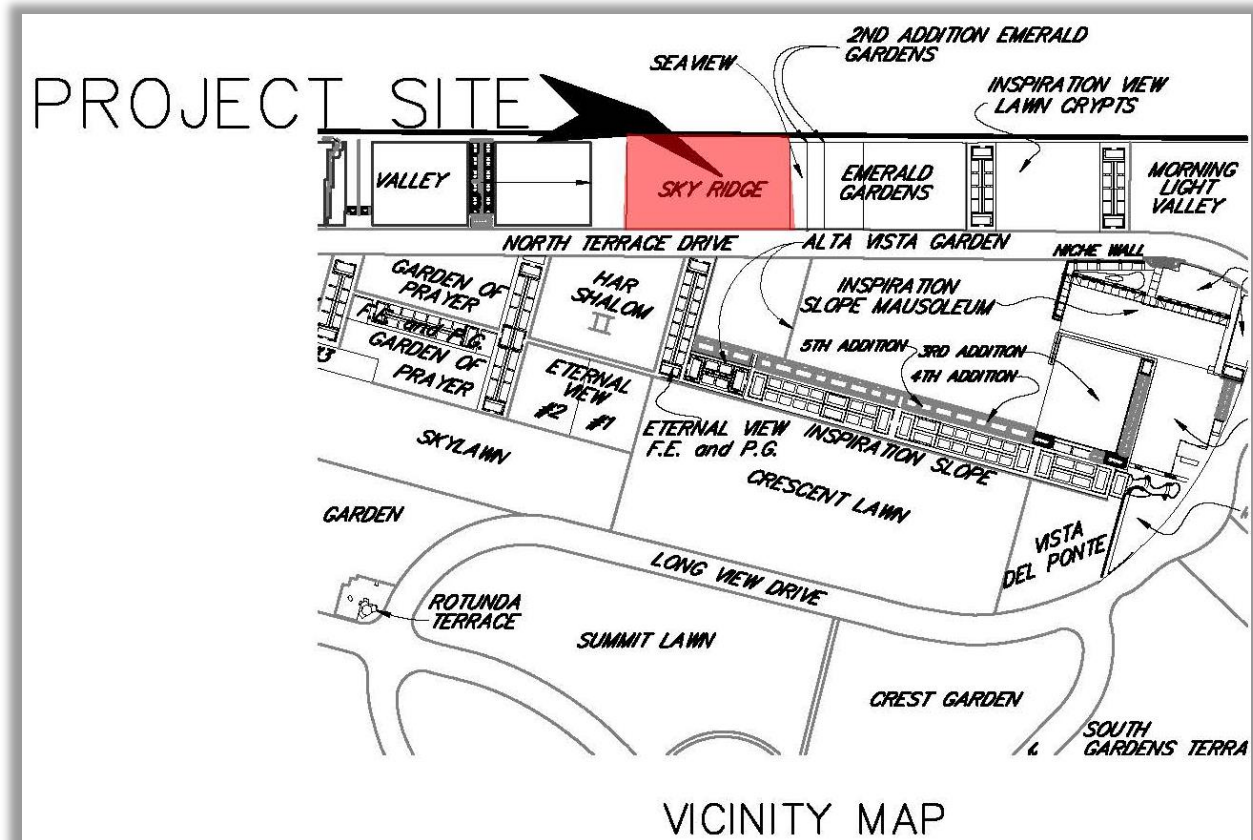 2ND ADDITION EMERALD
GARDENS
SEAVIEW
INSPIRATION VIEW
LAWN CRYPTS
PROJECT SITE
VALLEY
SKY RIDGE
EMERALD
GARDENS
MORNING
LIGHT
VALLEY
NORTH TERRACE DRIVE
ALTA VISTA GARDEN
NICHE WALL
GARDEN OF
PRAYER
HAR
SHALOM
II
INSPIRATION
SLOPE MAUSOLEUM
F.E. and P.G.
GARDEN OF
PRAYER
#3
5TH ADDITION
3RD ADDITION
4TH ADDITION
ETERNAL
VIEW
#2 #1
ETERNAL VIEW
F.E. and P.G.
INSPIRATION SLOPE
SKYLAWN
CRESCENT LAWN
GARDEN
VISTA
DEL PONTE
LONG VIEW DRIVE
ROTUNDA
TERRACE
SUMMIT LAWN
CREST GARDEN
SOUTH
GARDENS TERRA
VICINITY MAP